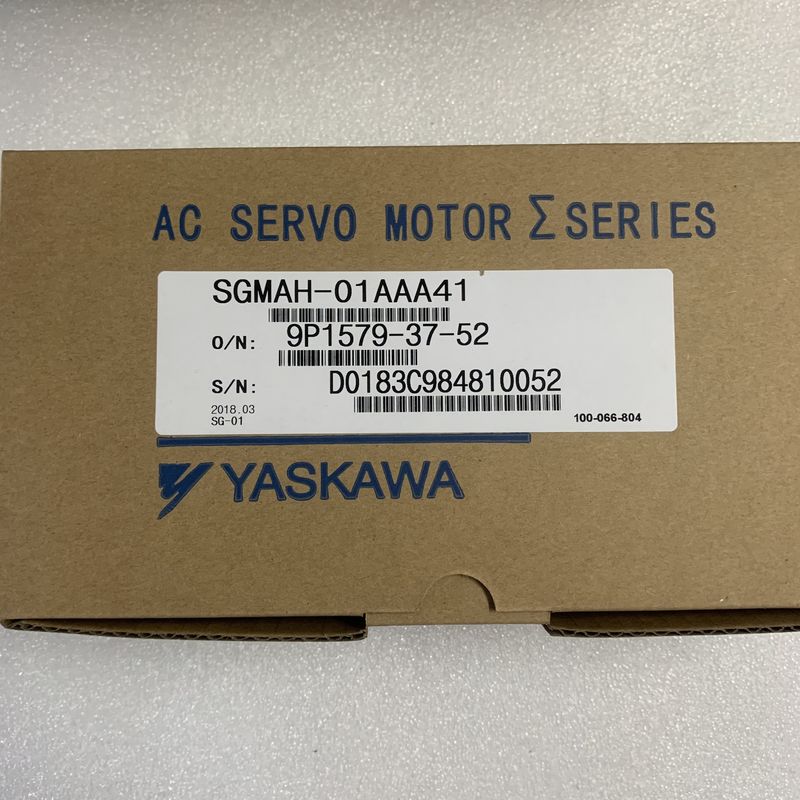 AC SERVO MOTOR Σ SERIES
SGMAH-01AAA41
O/N: 9P1579-37-52
S/N: D0183C984810052
2018.03
SG-01 100-066-804
YASKAWA